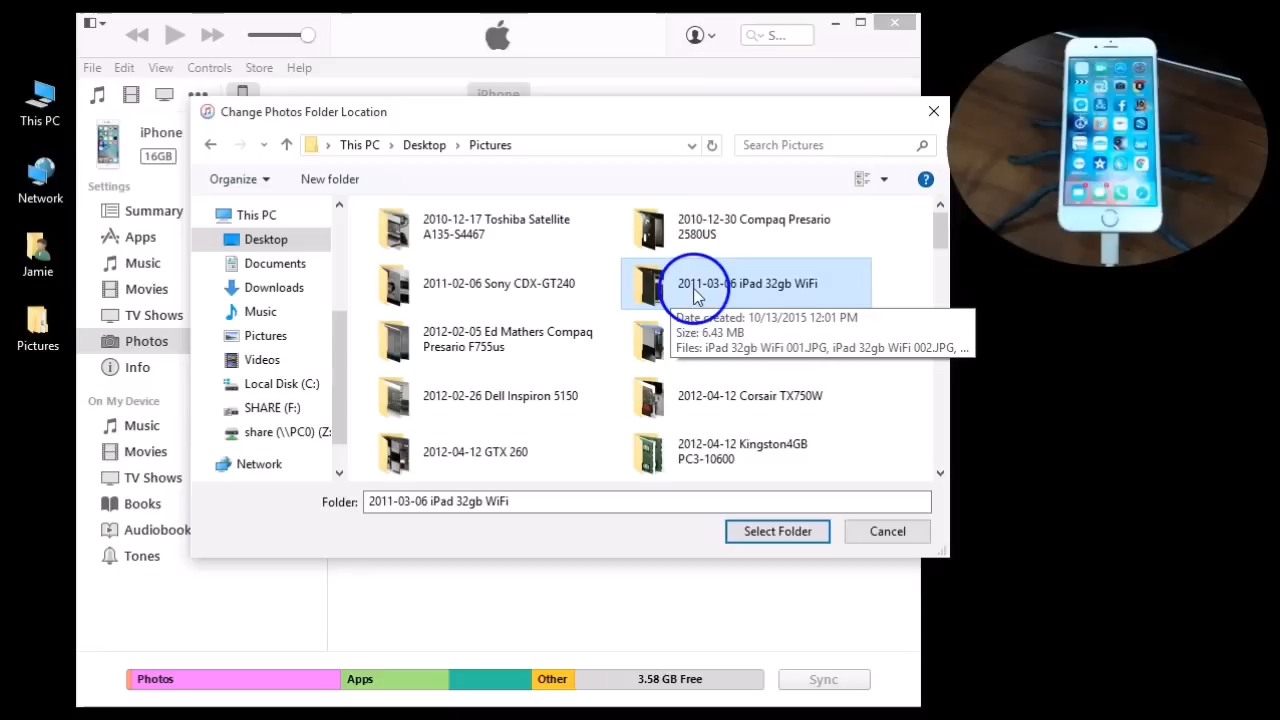 S...
File Edit View Controls Store Help
iPhone
This PC
Network
Jamie
Pictures
iPhone
16GB
Settings
Summary
Apps
Music
Movies
TV Shows
Photos
Info
On My Device
Music
Movies
TV Shows
Books
Audiobook
Tones
Change Photos Folder Location
This PC > Desktop > Pictures
Search Pictures
Organize
New folder
This PC
Desktop
Documents
Downloads
Music
Pictures
Videos
Local Disk (C:)
SHARE (F:)
share (\\PC0) (Z:
Network
2010-12-17 Toshiba Satellite
A135-S4467
2010-12-30 Compaq Presario
2580US
2011-02-06 Sony CDX-GT240
2011-03-06 iPad 32gb WiFi
Date created: 10/13/2015 12:01 PM
Size: 6.43 MB
Files: iPad 32gb WiFi 001.JPG, iPad 32gb WiFi 002.JPG, ...
2012-02-05 Ed Mathers Compaq
Presario F755us
2012-02-26 Dell Inspiron 5150
2012-04-12 Corsair TX750W
2012-04-12 GTX 260
2012-04-12 Kingston4GB
PC3-10600
Folder: 2011-03-06 iPad 32gb WiFi
Select Folder
Cancel
Photos
Apps
Other
3.58 GB Free
Sync